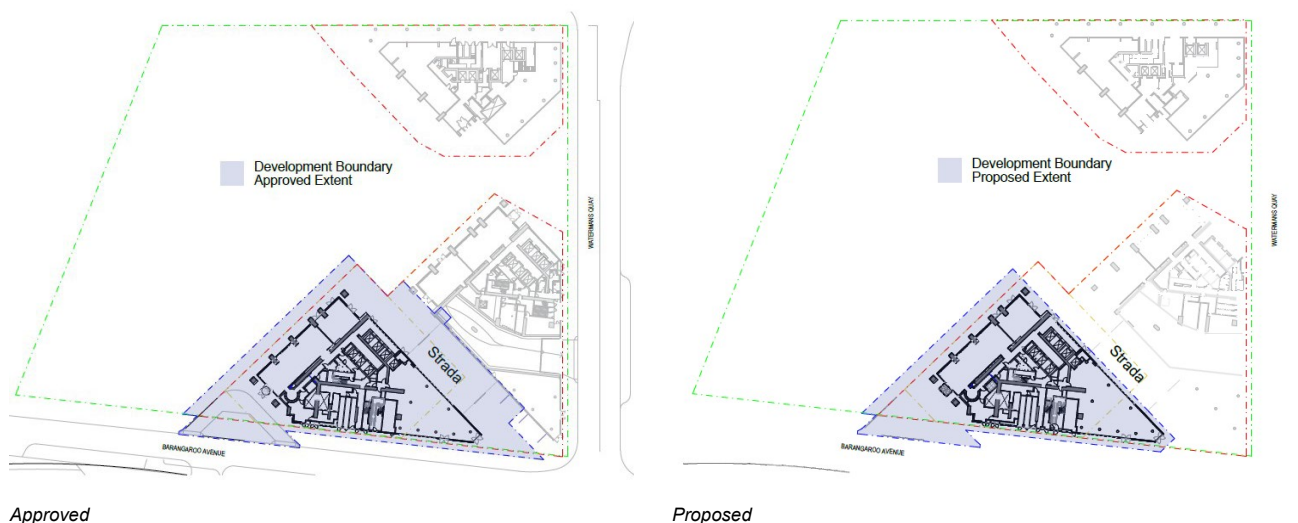 Development Boundary
Approved Extent
Strada
WATERMANS QUAY
BARANGAROO AVENUE
Approved
Development Boundary
Proposed Extent
Strada
WATERMANS QUAY
BARANGAROO AVENUE
Proposed